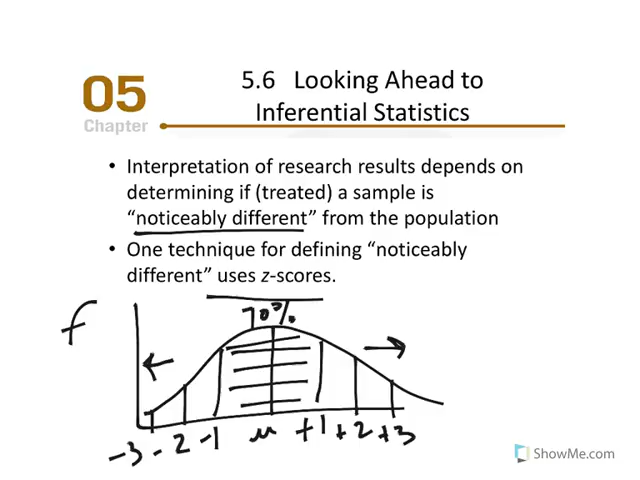 05
Chapter
5.6 Looking Ahead to
Inferential Statistics
• Interpretation of research results depends on
determining if (treated) a sample is
“noticeably different” from the population
• One technique for defining “noticeably
different” uses z-scores.
70%
f
-3 -2 -1 μ +1 +2 +3
ShowMe.com